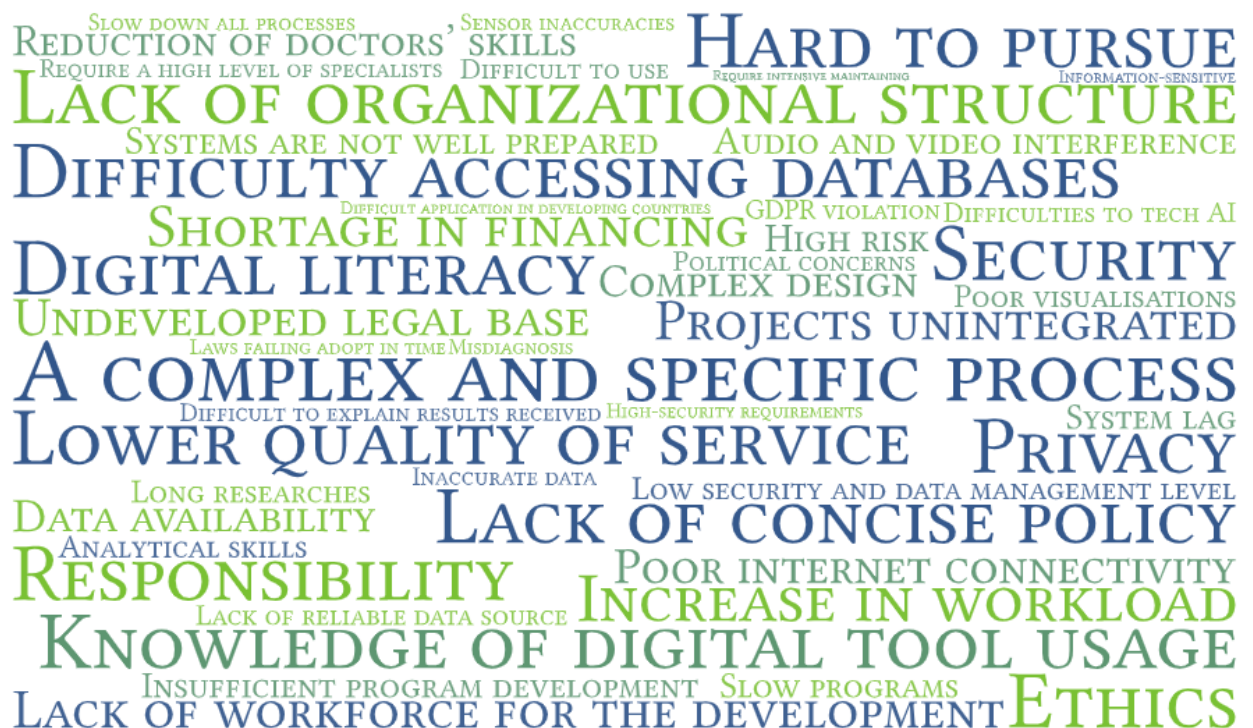 Slow down all processes
Sensor inaccuracies
Reduction of doctors' skills
Hard to pursue
Require a high level of specialists
Difficult to use
Require intensive maintaining
Information-sensitive
Lack of organizational structure
Systems are not well prepared
Audio and video interference
Difficulty accessing databases
Difficult application in developing countries
GDPR violation
Difficulties to tech AI
Shortage in financing
High risk
Security
Digital literacy
Political concerns
Complex design
Poor visualisations
Undeveloped legal base
Projects unintegrated
Laws failing adopt in time
Misdiagnosis
A complex and specific process
Difficult to explain results received
High-security requirements
System lag
Lower quality of service
Privacy
Inaccurate data
Long researches
Low security and data management level
Data availability
Lack of concise policy
Analytical skills
Responsibility
Poor internet connectivity
Increase in workload
Lack of reliable data source
Knowledge of digital tool usage
Insufficient program development
Slow programs
Ethics
Lack of workforce for the development